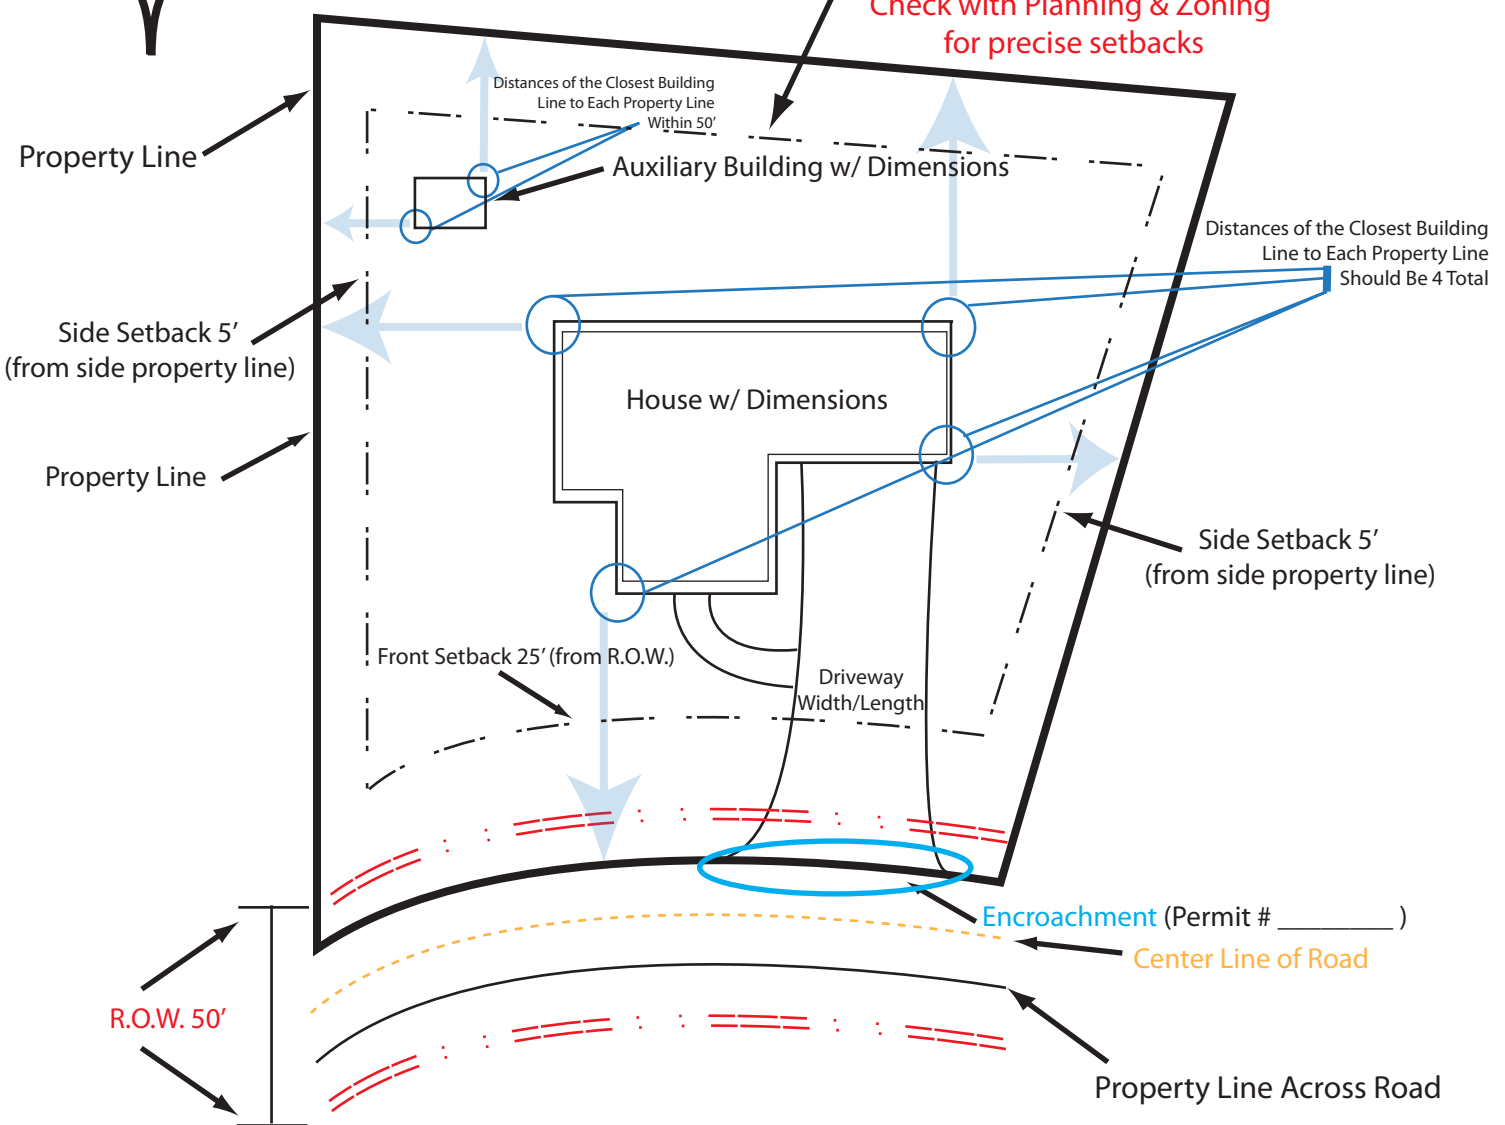 Check with Planning & Zoning
for precise setbacks
Distances of the Closest Building
Line to Each Property Line
Within 50'
Property Line
Auxiliary Building w/ Dimensions
Distances of the Closest Building
Line to Each Property Line
Should Be 4 Total
Side Setback 5'
(from side property line)
House w/ Dimensions
Property Line
Side Setback 5'
(from side property line)
Front Setback 25' (from R.O.W.)
Driveway
Width/Length
Encroachment (Permit # ________ )
Center Line of Road
R.O.W. 50'
Property Line Across Road